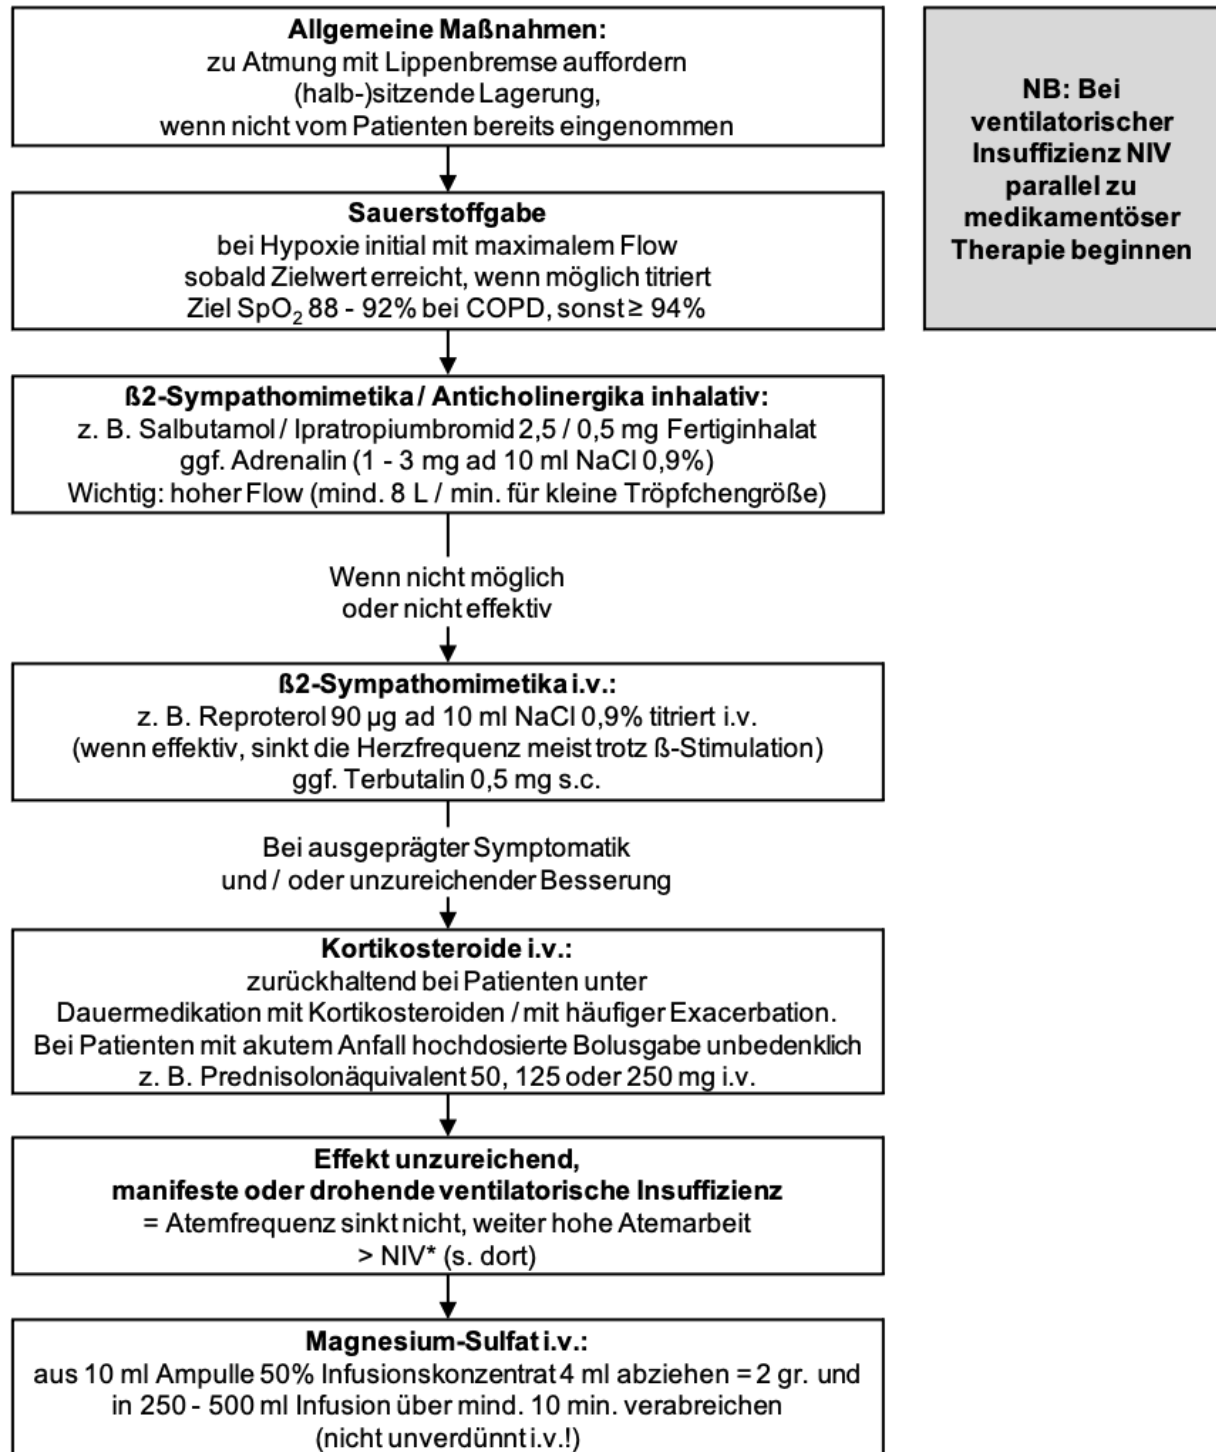 Allgemeine Maßnahmen:
zu Atmung mit Lippenbremse auffordern
(halb-)sitzende Lagerung,
wenn nicht vom Patienten bereits eingenommen
NB: Bei
ventilatorischer
Insuffizienz NIV
parallel zu
medikamentöser
Therapie beginnen
Sauerstoffgabe
bei Hypoxie initial mit maximalem Flow
sobald Zielwert erreicht, wenn möglich titriert
Ziel SpO₂ 88 - 92% bei COPD, sonst ≥ 94%
ß2-Sympathomimetika / Anticholinergika inhalativ:
z. B. Salbutamol / Ipratropiumbromid 2,5 / 0,5 mg Fertiginhalat
ggf. Adrenalin (1 - 3 mg ad 10 ml NaCl 0,9%)
Wichtig: hoher Flow (mind. 8 L / min. für kleine Tröpfchengröße)
Wenn nicht möglich
oder nicht effektiv
ß2-Sympathomimetika i.v.:
z. B. Reproterol 90 µg ad 10 ml NaCl 0,9% titriert i.v.
(wenn effektiv, sinkt die Herzfrequenz meist trotz ß-Stimulation)
ggf. Terbutalin 0,5 mg s.c.
Bei ausgeprägter Symptomatik
und / oder unzureichender Besserung
Kortikosteroide i.v.:
zurückhaltend bei Patienten unter
Dauermedikation mit Kortikosteroiden / mit häufiger Exacerbation.
Bei Patienten mit akutem Anfall hochdosierte Bolusgabe unbedenklich
z. B. Prednisolonäquivalent 50, 125 oder 250 mg i.v.
Effekt unzureichend,
manifeste oder drohende ventilatorische Insuffizienz
= Atemfrequenz sinkt nicht, weiter hohe Atemarbeit
> NIV* (s. dort)
Magnesium-Sulfat i.v.:
aus 10 ml Ampulle 50% Infusionskonzentrat 4 ml abziehen = 2 gr. und
in 250 - 500 ml Infusion über mind. 10 min. verabreichen
(nicht unverdünnt i.v.!)